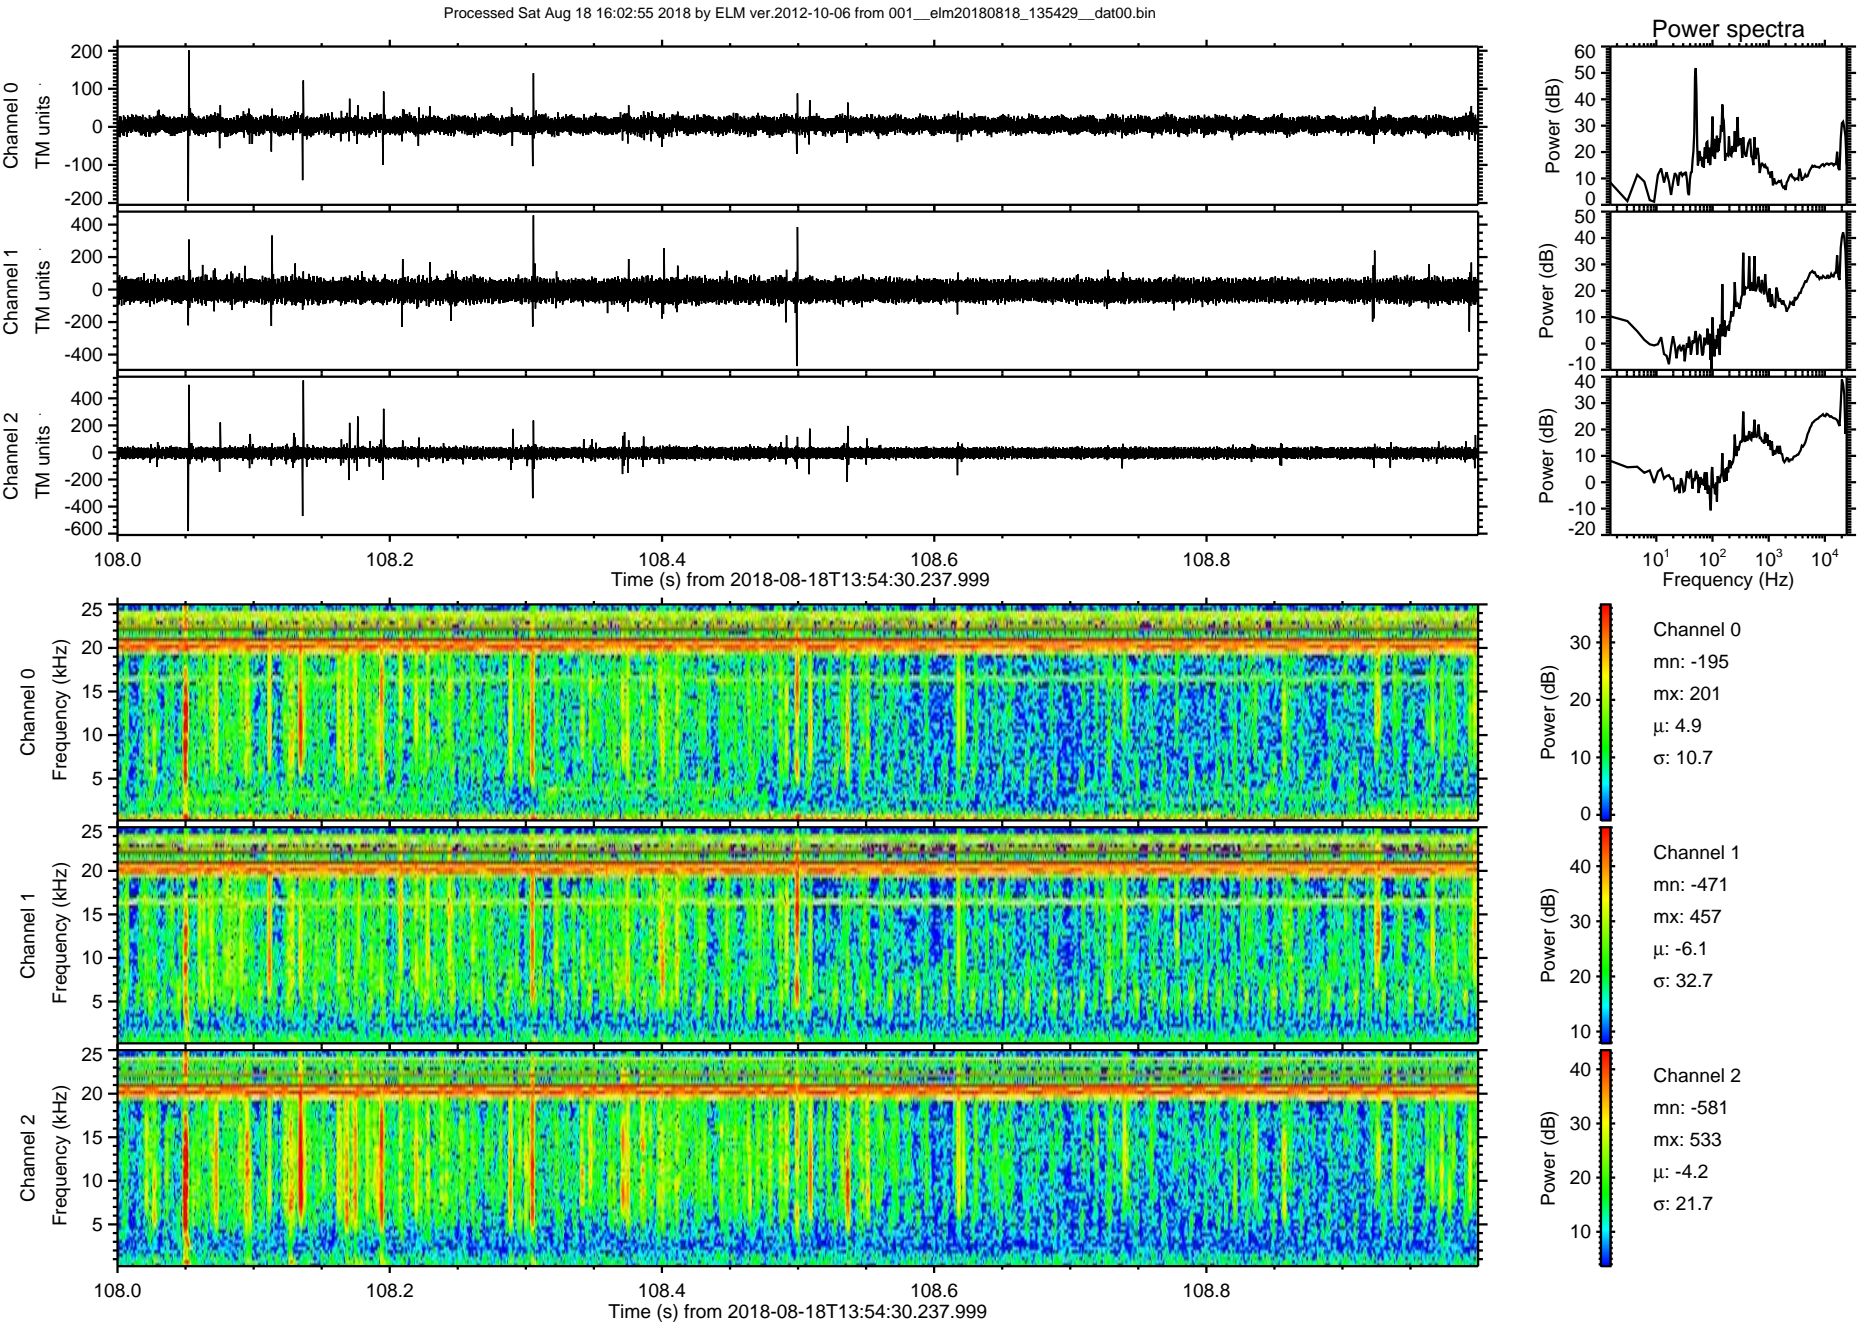 Processed Sat Aug 18 16:02:55 2018 by ELM ver.2012-10-06 from 001__elm20180818_135429__dat00.bin
Power spectra
Channel 0
TM units
200
100
0
-100
-200
Power (dB)
60
50
40
30
20
10
0
Channel 1
TM units
400
200
0
-200
-400
Power (dB)
50
40
30
20
10
0
-10
Channel 2
TM units
400
200
0
-200
-400
-600
Power (dB)
40
30
20
10
0
-10
-20
108.0 108.2 108.4 108.6 108.8
Time (s) from 2018-08-18T13:54:30.237.999
10¹ 10² 10³ 10⁴
Frequency (Hz)
Channel 0
Frequency (kHz)
25
20
15
10
5
Power (dB)
30
20
10
0
Channel 0
mn: -195
mx: 201
μ: 4.9
σ: 10.7
Channel 1
Frequency (kHz)
25
20
15
10
5
Power (dB)
40
30
20
10
Channel 1
mn: -471
mx: 457
μ: -6.1
σ: 32.7
Channel 2
Frequency (kHz)
25
20
15
10
5
Power (dB)
40
30
20
10
Channel 2
mn: -581
mx: 533
μ: -4.2
σ: 21.7
108.0 108.2 108.4 108.6 108.8
Time (s) from 2018-08-18T13:54:30.237.999